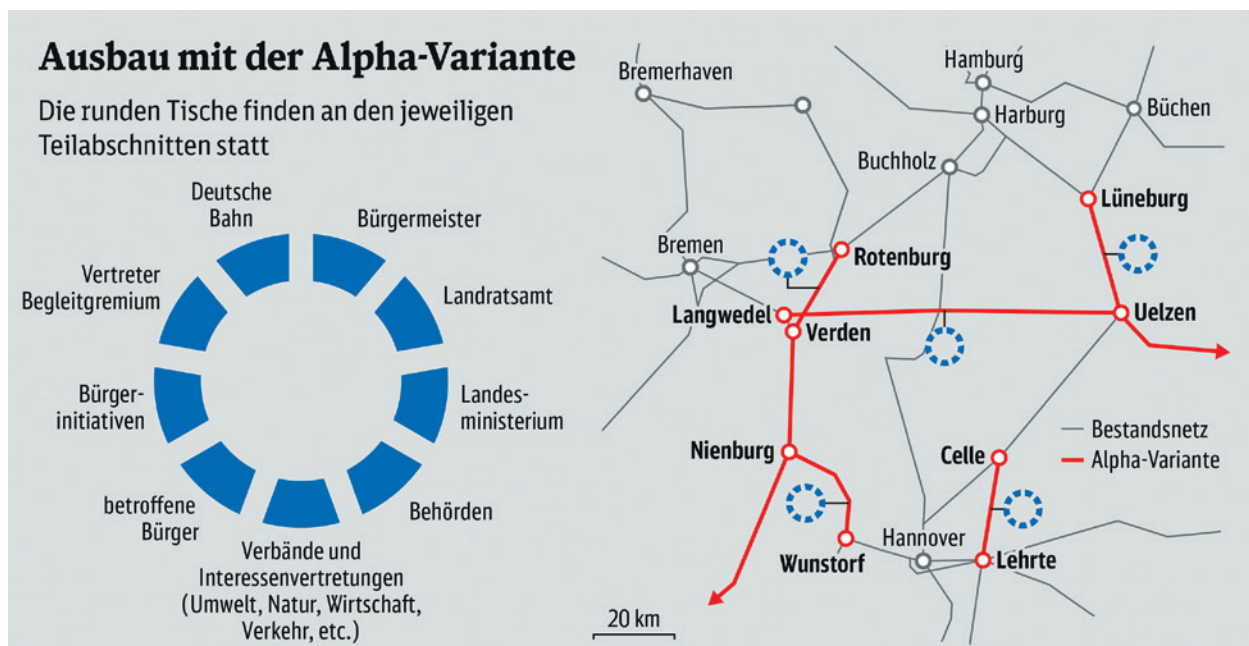 Ausbau mit der Alpha-Variante
Die runden Tische finden an den jeweiligen
Teilabschnitten statt
Deutsche
Bahn
Bürgermeister
Vertreter
Begleitgremium
Landratsamt
Bürger-
initiativen
Landes-
ministerium
betroffene
Bürger
Behörden
Verbände und
Interessenvertretungen
(Umwelt, Natur, Wirtschaft,
Verkehr, etc.)
Bremerhaven
Hamburg
Harburg
Büchen
Buchholz
Lüneburg
Bremen
Rotenburg
Langwedel
Verden
Uelzen
Nienburg
Celle
Bestandsnetz
Alpha-Variante
Wunstorf
Hannover
Lehrte
20 km